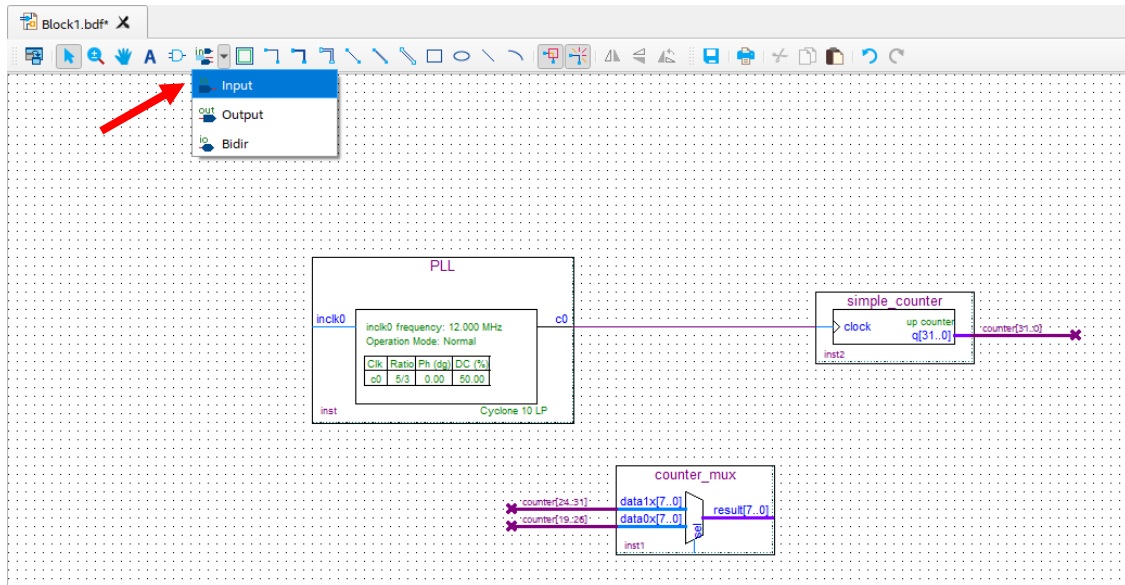 Block1.bdf*
A
in
Input
out
Output
io
Bidir
PLL
inclk0
c0
inclk0 frequency: 12.000 MHz
Operation Mode: Normal
Clk Ratio Ph (dg) DC (%)
c0 5/3 0.00 50.00
inst
Cyclone 10 LP
simple_counter
clock
up counter
q[31..0]
counter[31..0]
inst2
counter_mux
counter[24..31]
data1x[7..0]
result[7..0]
counter[19..26]
data0x[7..0]
sel
inst1